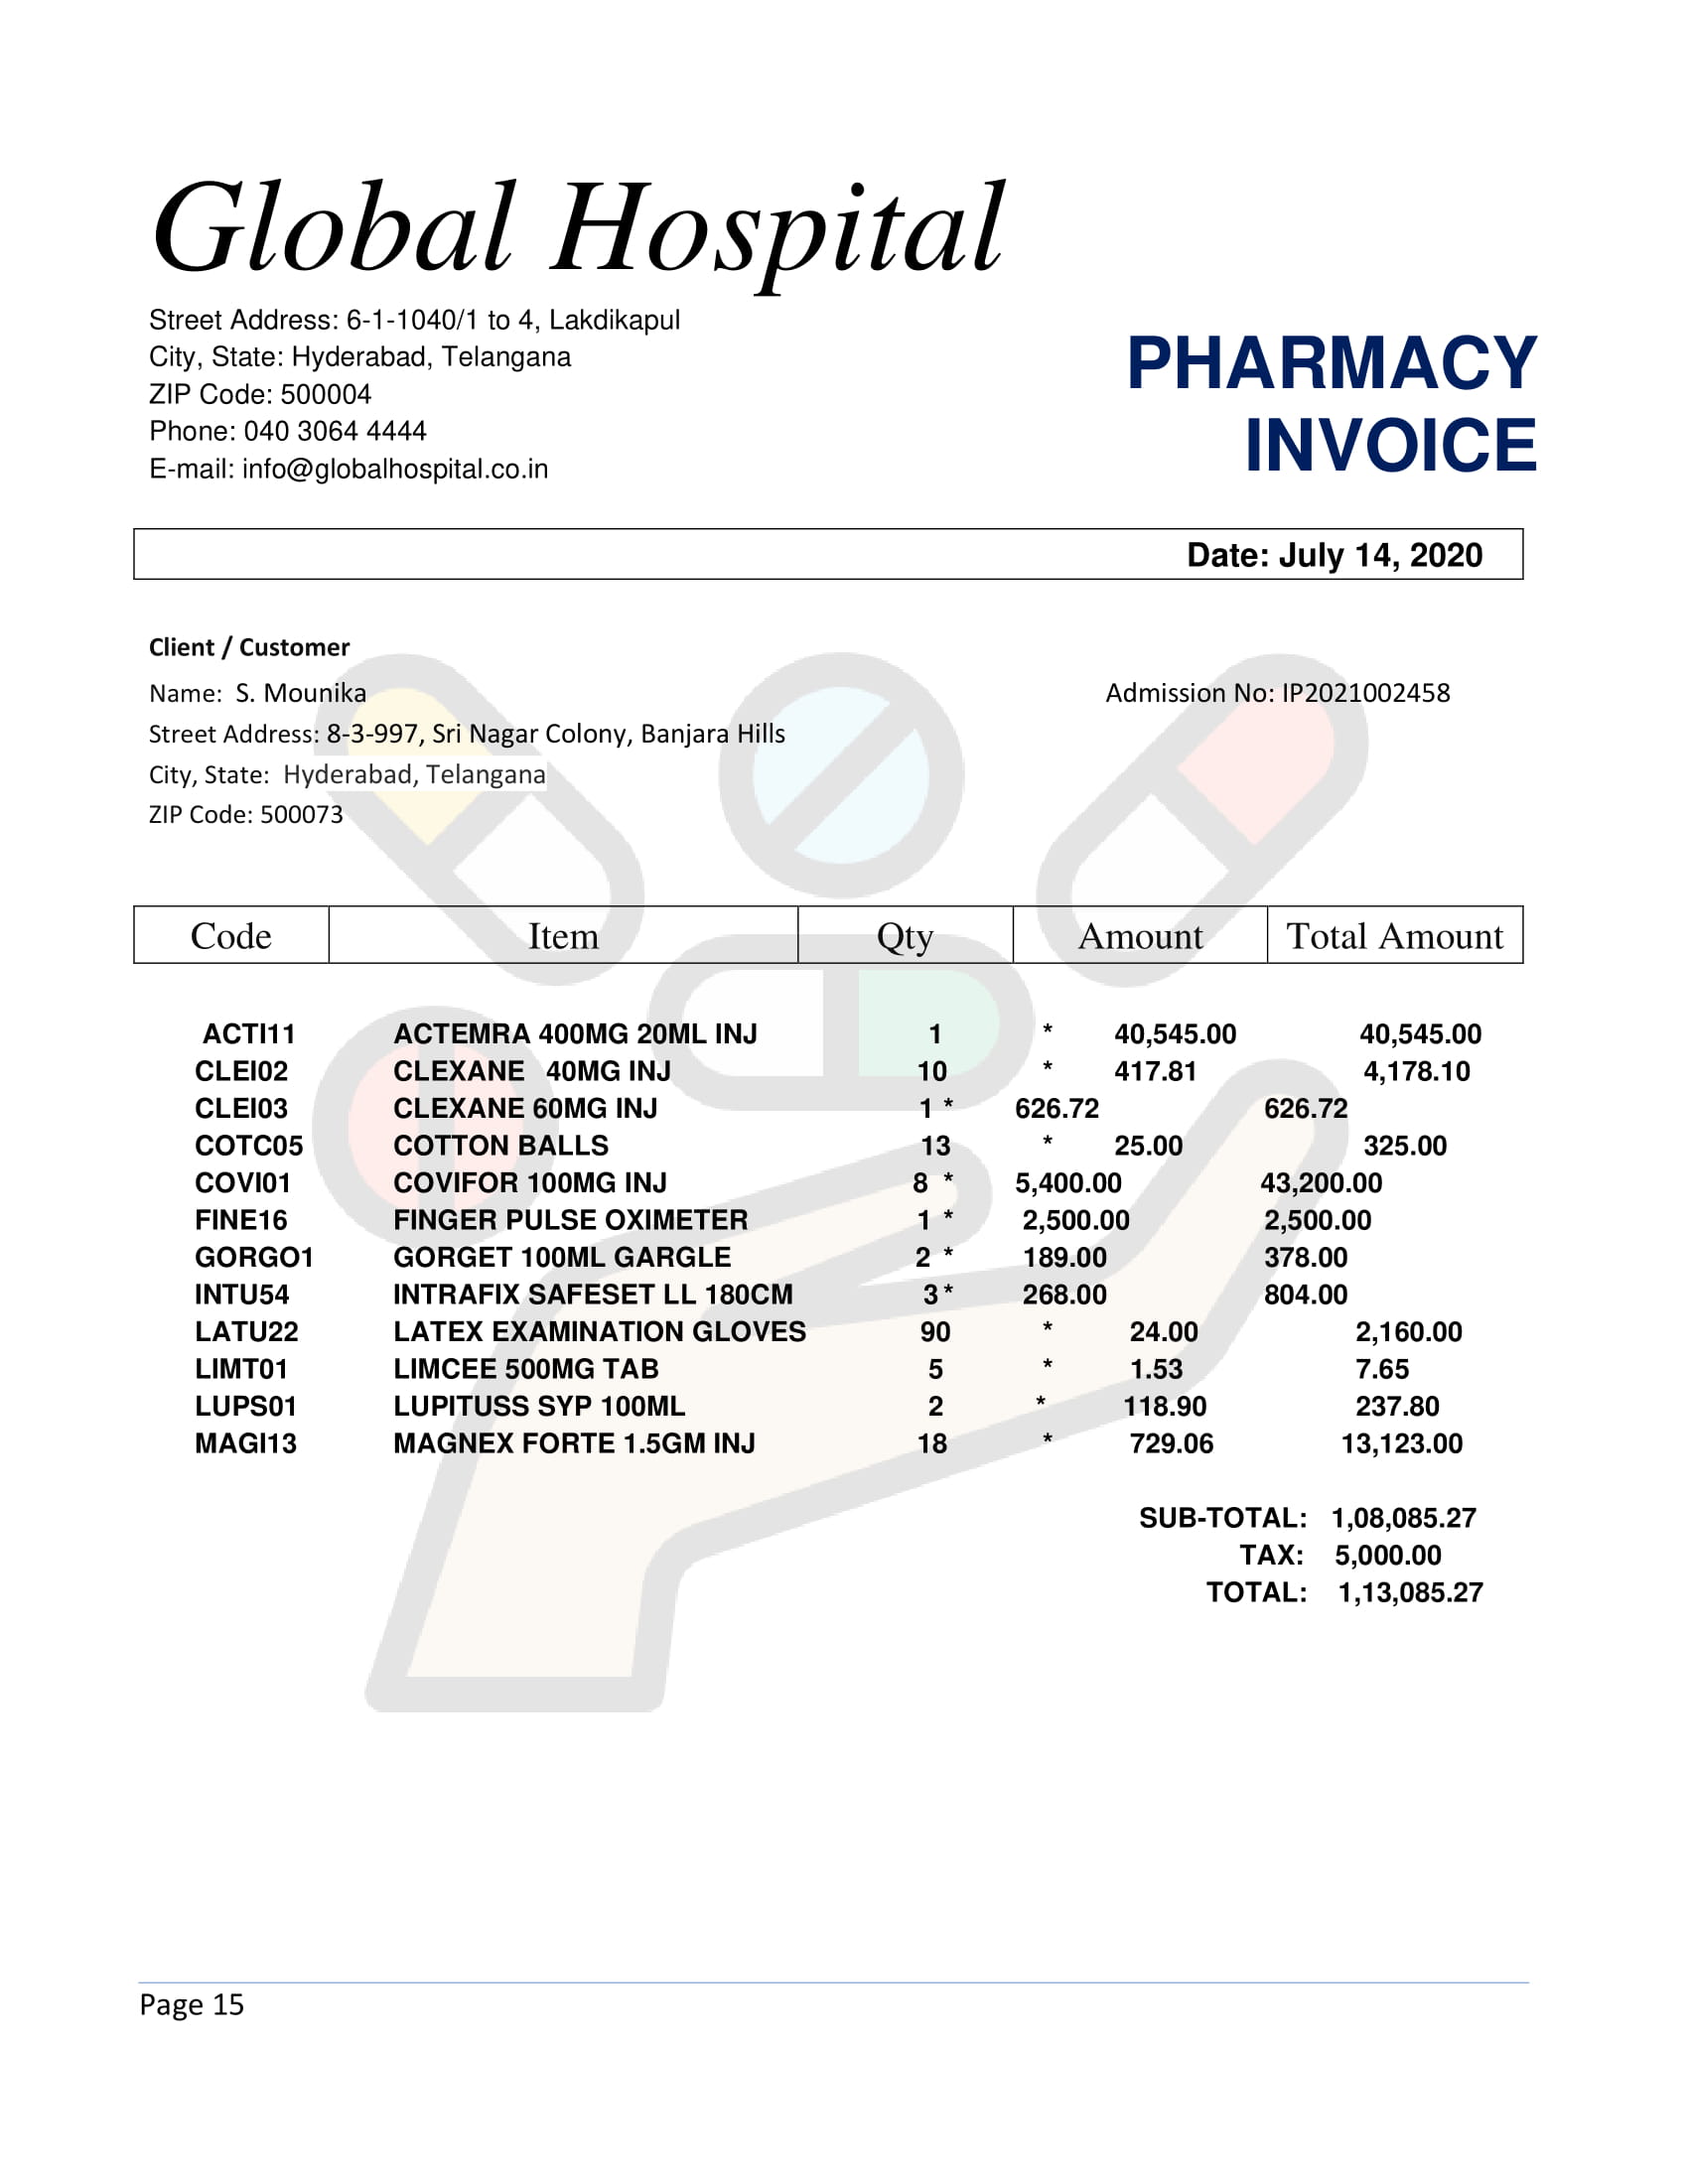 Global Hospital
Street Address: 6-1-1040/1 to 4, Lakdikapul
City, State: Hyderabad, Telangana
ZIP Code: 500004
Phone: 040 3064 4444
E-mail: info@globalhospital.co.in
PHARMACY
INVOICE
Date: July 14, 2020
Client / Customer
Name: S. Mounika Admission No: IP2021002458
Street Address: 8-3-997, Sri Nagar Colony, Banjara Hills
City, State: Hyderabad, Telangana
ZIP Code: 500073
Code Item Qty Amount Total Amount
ACTI11 ACTEMRA 400MG 20ML INJ 1 * 40,545.00 40,545.00
CLEI02 CLEXANE 40MG INJ 10 * 417.81 4,178.10
CLEI03 CLEXANE 60MG INJ 1 * 626.72 626.72
COTC05 COTTON BALLS 13 * 25.00 325.00
COVI01 COVIFOR 100MG INJ 8 * 5,400.00 43,200.00
FINE16 FINGER PULSE OXIMETER 1 * 2,500.00 2,500.00
GORGO1 GORGET 100ML GARGLE 2 * 189.00 378.00
INTU54 INTRAFIX SAFESET LL 180CM 3 * 268.00 804.00
LATU22 LATEX EXAMINATION GLOVES 90 * 24.00 2,160.00
LIMT01 LIMCEE 500MG TAB 5 * 1.53 7.65
LUPS01 LUPITUSS SYP 100ML 2 * 118.90 237.80
MAGI13 MAGNEX FORTE 1.5GM INJ 18 * 729.06 13,123.00
SUB-TOTAL: 1,08,085.27
TAX: 5,000.00
TOTAL: 1,13,085.27
Page 15